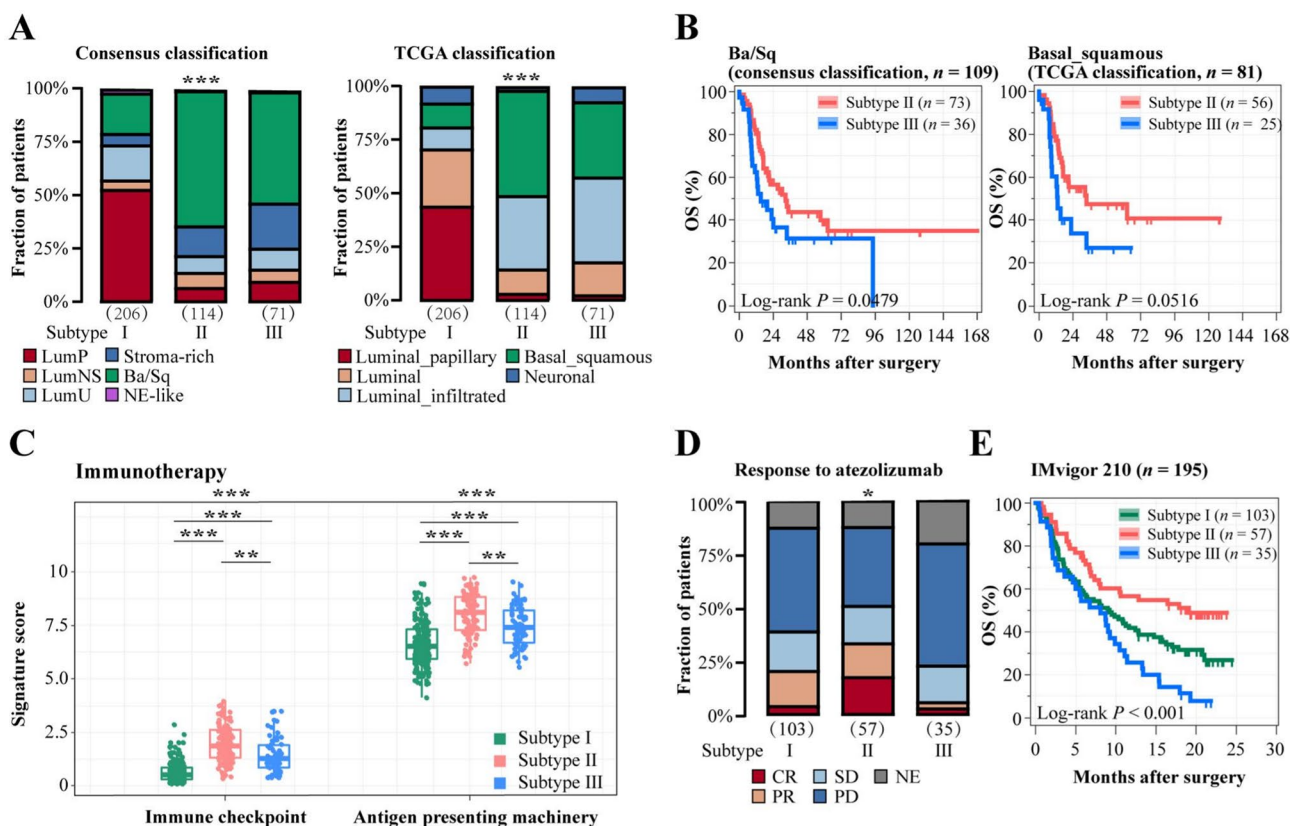 A
Consensus classification
***
Fraction of patients
100%
75%
50%
25%
0%
(206) (114) (71)
Subtype I II III
LumP Stroma-rich
LumNS Ba/Sq
LumU NE-like
TCGA classification
***
Fraction of patients
100%
75%
50%
25%
0%
(206) (114) (71)
Subtype I II III
Luminal_papillary Basal_squamous
Luminal Neuronal
Luminal_infiltrated
B
Ba/Sq
(consensus classification, n = 109)
Subtype II (n = 73)
Subtype III (n = 36)
OS (%)
100
80
60
40
20
0
Log-rank P = 0.0479
0 24 48 72 96 120 144 168
Months after surgery
Basal_squamous
(TCGA classification, n = 81)
Subtype II (n = 56)
Subtype III (n = 25)
OS (%)
100
80
60
40
20
0
Log-rank P = 0.0516
0 24 48 72 96 120 144 168
Months after surgery
C
Immunotherapy
*** ***
*** ***
*** ***
** **
Signature score
10
7.5
5.0
2.5
0
Subtype I
Subtype II
Subtype III
Immune checkpoint Antigen presenting machinery
D
Response to atezolizumab
*
Fraction of patients
100%
75%
50%
25%
0%
(103) (57) (35)
Subtype I II III
CR SD NE
PR PD
E
IMvigor 210 (n = 195)
Subtype I (n = 103)
Subtype II (n = 57)
Subtype III (n = 35)
OS (%)
100
80
60
40
20
0
Log-rank P < 0.001
0 5 10 15 20 25 30
Months after surgery